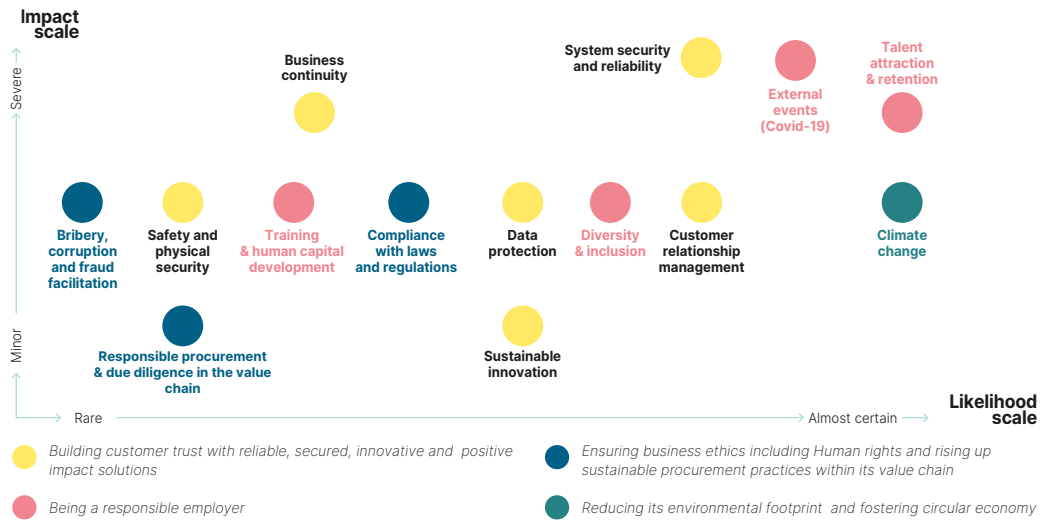 Impact
scale
Severe
Business
continuity
System security
and reliability
External
events
(Covid-19)
Talent
attraction
& retention
Bribery,
corruption
and fraud
facilitation
Safety and
physical
security
Training
& human capital
development
Compliance
with laws
and regulations
Data
protection
Diversity
& inclusion
Customer
relationship
management
Climate
change
Minor
Responsible procurement
& due diligence in the value
chain
Sustainable
innovation
Rare
Almost certain
Likelihood
scale
Building customer trust with reliable, secured, innovative and positive
impact solutions
Being a responsible employer
Ensuring business ethics including Human rights and rising up
sustainable procurement practices within its value chain
Reducing its environmental footprint and fostering circular economy